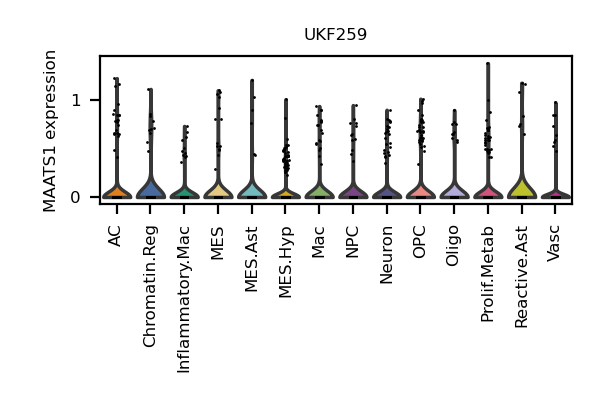 UKF259
MAATS1 expression
1
0
AC
Chromatin.Reg
Inflammatory.Mac
MES
MES.Ast
MES.Hyp
Mac
NPC
Neuron
OPC
Oligo
Prolif.Metab
Reactive.Ast
Vasc